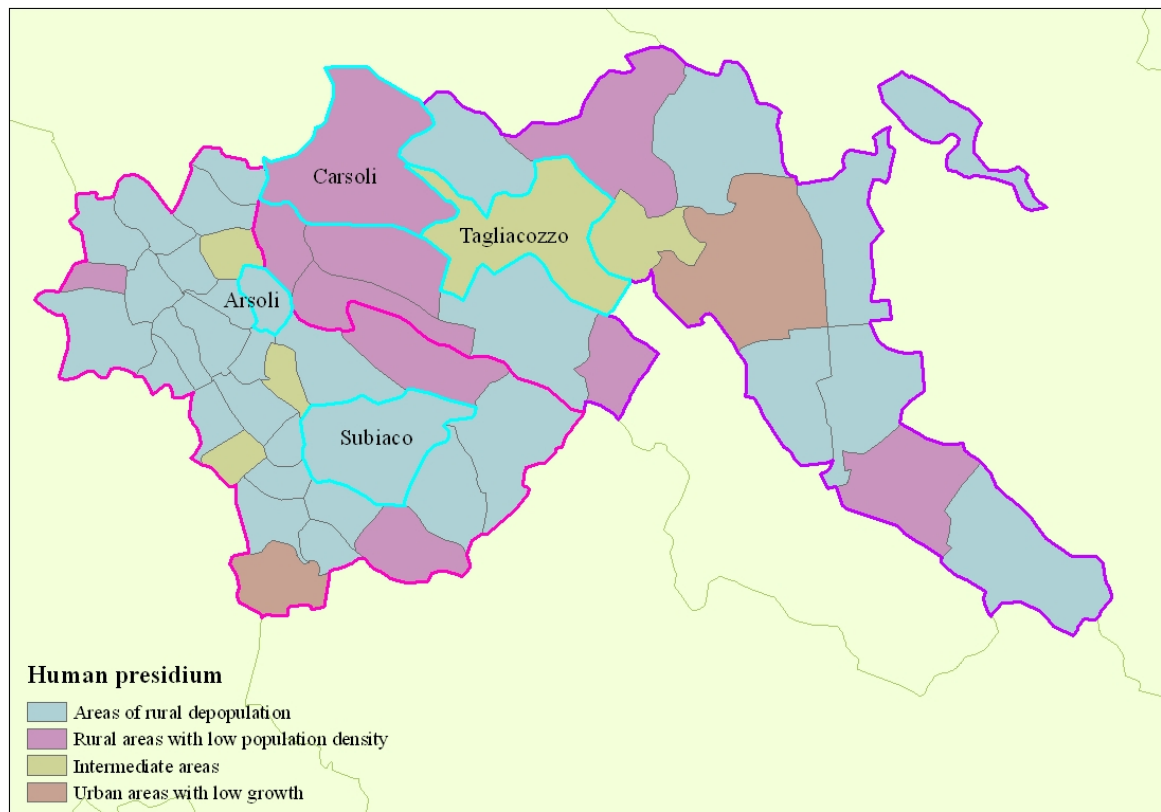 Carsoli
Tagliacozzo
Arsoli
Subiaco
Human presidium
Areas of rural depopulation
Rural areas with low population density
Intermediate areas
Urban areas with low growth